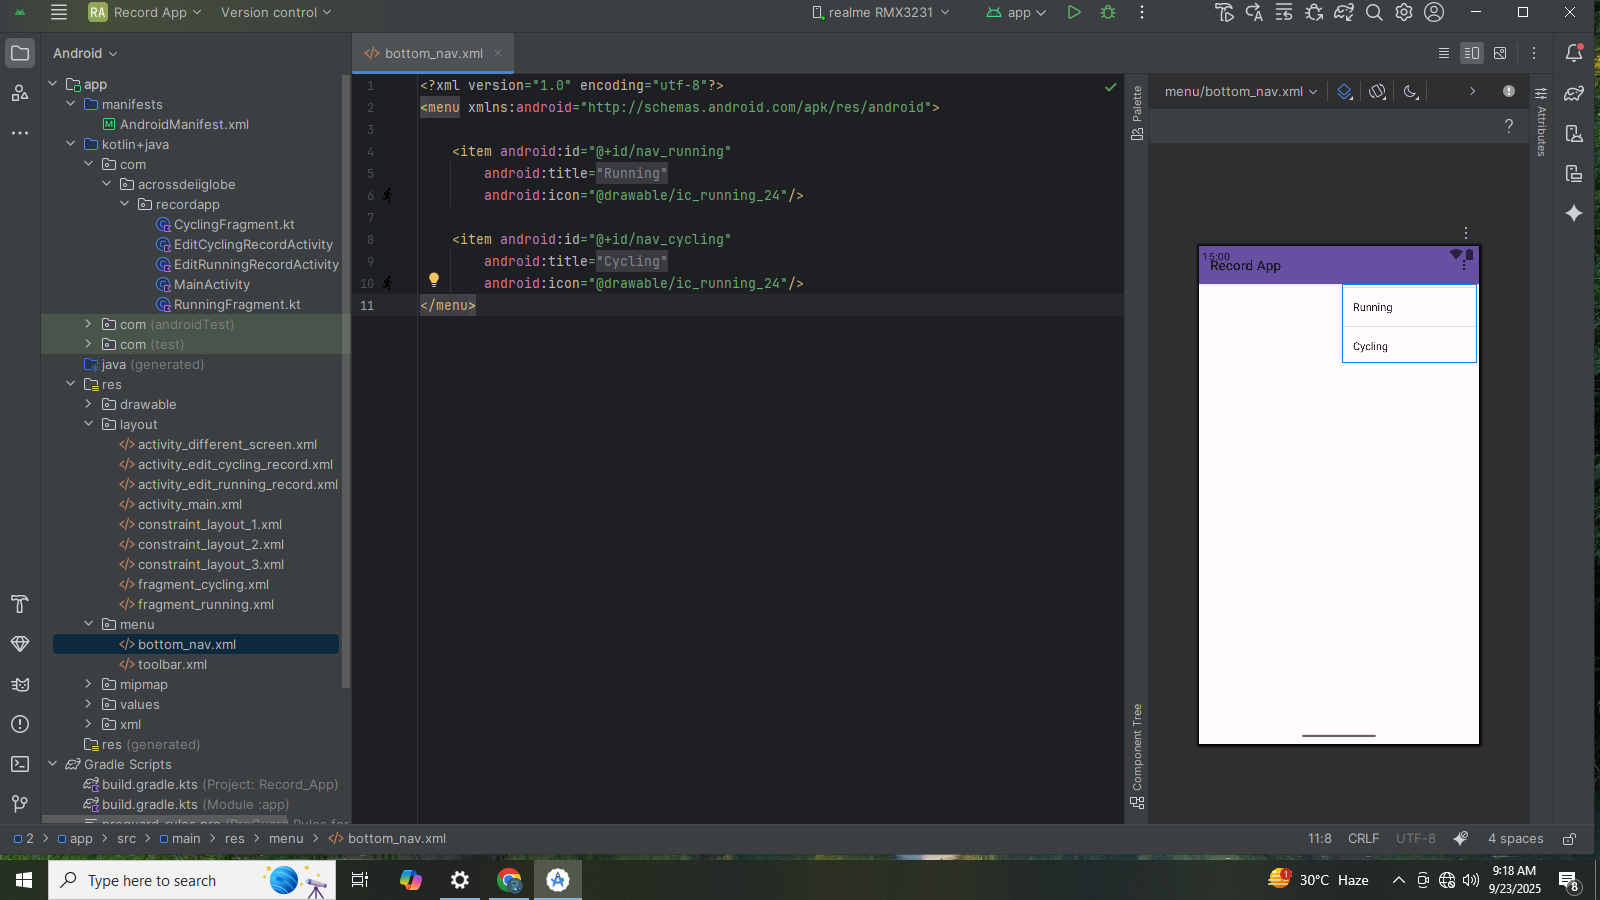 RA Record App Version control realme RMX3231 app
Android
bottom_nav.xml
app
manifests
AndroidManifest.xml
kotlin+java
com
acrossdeiiglobe
recordapp
CyclingFragment.kt
EditCyclingRecordActivity
EditRunningRecordActivity
MainActivity
RunningFragment.kt
com (androidTest)
com (test)
java (generated)
res
drawable
layout
activity_different_screen.xml
activity_edit_cycling_record.xml
activity_edit_running_record.xml
activity_main.xml
constraint_layout_1.xml
constraint_layout_2.xml
constraint_layout_3.xml
fragment_cycling.xml
fragment_running.xml
menu
bottom_nav.xml
toolbar.xml
mipmap
values
xml
res (generated)
Gradle Scripts
build.gradle.kts (Project: Record_App)
build.gradle.kts (Module :app)
1 <?xml version="1.0" encoding="utf-8"?>
2 <menu xmlns:android="http://schemas.android.com/apk/res/android">
3
4 <item android:id="@+id/nav_running"
5 android:title="Running"
6 android:icon="@drawable/ic_running_24"/>
7
8 <item android:id="@+id/nav_cycling"
9 android:title="Cycling"
10 android:icon="@drawable/ic_running_24"/>
11 </menu>
Palette
Component Tree
menu/bottom_nav.xml
?
Attributes
15:00
Record App
Running
Cycling
2 app src main res menu bottom_nav.xml
11:8 CRLF UTF-8 4 spaces
Type here to search
1
30°C Haze
9:18 AM
9/23/2025
8